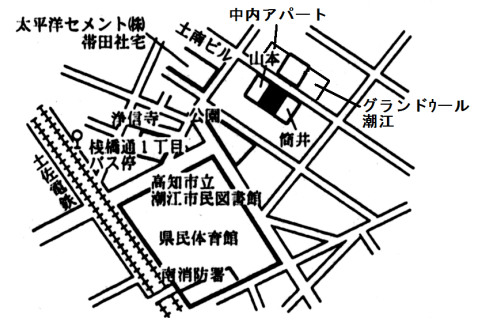 中内アパート
太平洋セメント㈱
帯田社宅
土南ビル
山本
グランドゥール
潮江
浄信寺
公園
筒井
桟橋通1丁目
バス停
土佐電鉄
高知市立
潮江市民図書館
県民体育館
南消防署